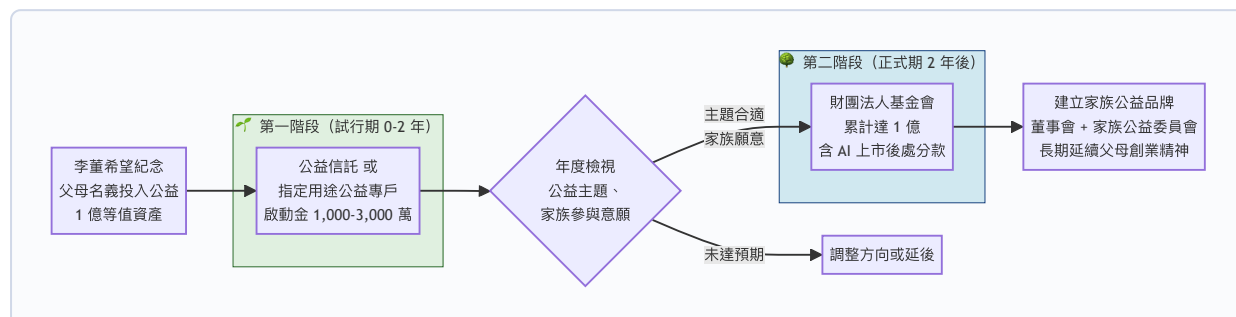 李董希望紀念
父母名義投入公益
1 億等值資產
第一階段（試行期 0-2 年）
公益信託 或
指定用途公益專戶
啟動金 1,000-3,000 萬
年度檢視
公益主題、
家族參與意願
主題合適
家族願意
未達預期
第二階段（正式期 2 年後）
財團法人基金會
累計達 1 億
含 AI 上市後處分款
建立家族公益品牌
董事會 + 家族公益委員會
長期延續父母創業精神
調整方向或延後